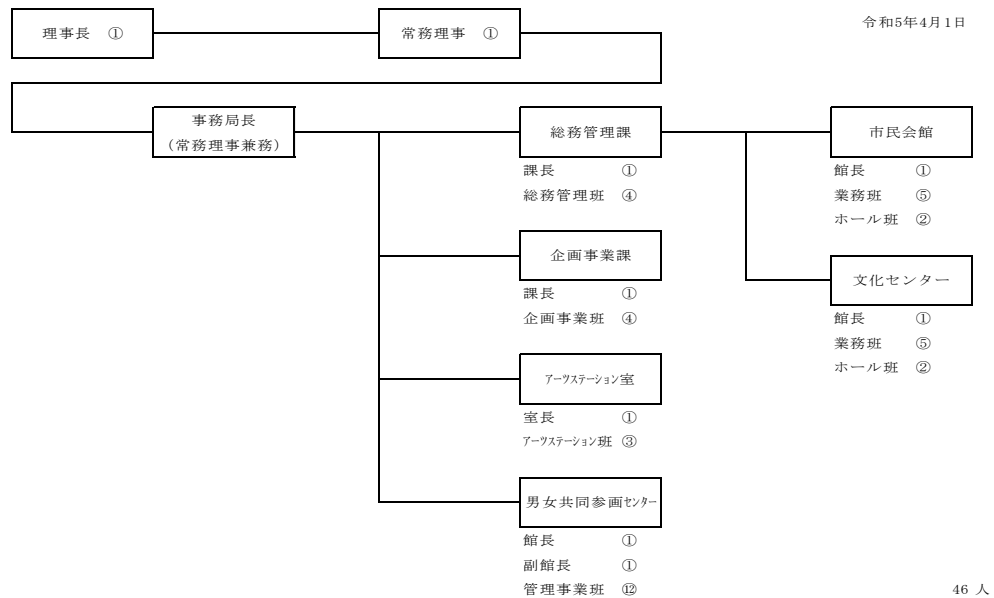 理事長　①
常務理事　①
令和5年4月1日
事務局長
（常務理事兼務）
総務管理課
課長　①
総務管理班　④
市民会館
館長　①
業務班　⑤
ホール班　②
企画事業課
課長　①
企画事業班　④
文化センター
館長　①
業務班　⑤
ホール班　②
ｱｰﾂｽﾃｰｼｮﾝ室
室長　①
ｱｰﾂｽﾃｰｼｮﾝ班　③
男女共同参画ｾﾝﾀｰ
館長　①
副館長　①
管理事業班　⑫
46 人